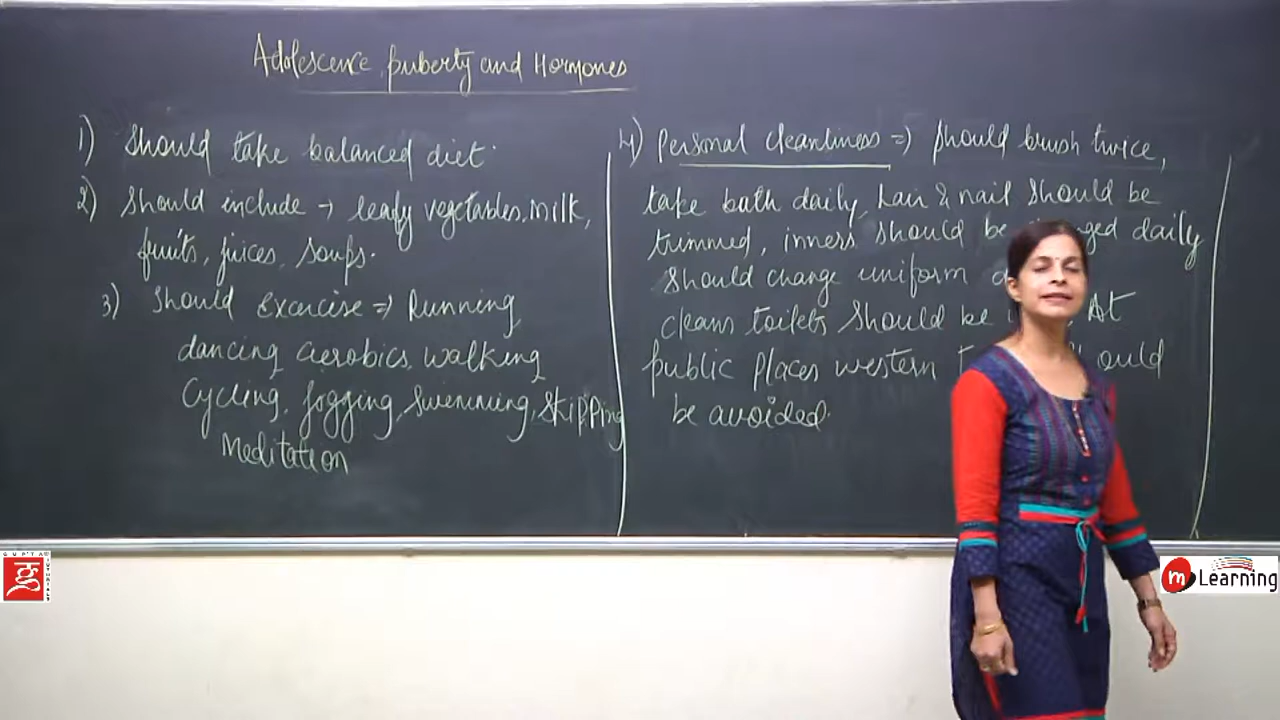 Adolescence, puberty and Hormones
1) Should take balanced diet.
2) Should include → leafy vegetables, Milk,
fruits, juices, soups.
3) Should Exercise ⇒ Running,
dancing aerobics, walking
Cycling, Jogging, Swimming, Skipping
Meditation
4) Personal cleanliness ⇒ Should brush twice,
take bath daily, hair & nail should be
trimmed, inners should be daily
Should change uniform
cleans toilets should be At
public places western
be avoided.
GUPTA
m Learning